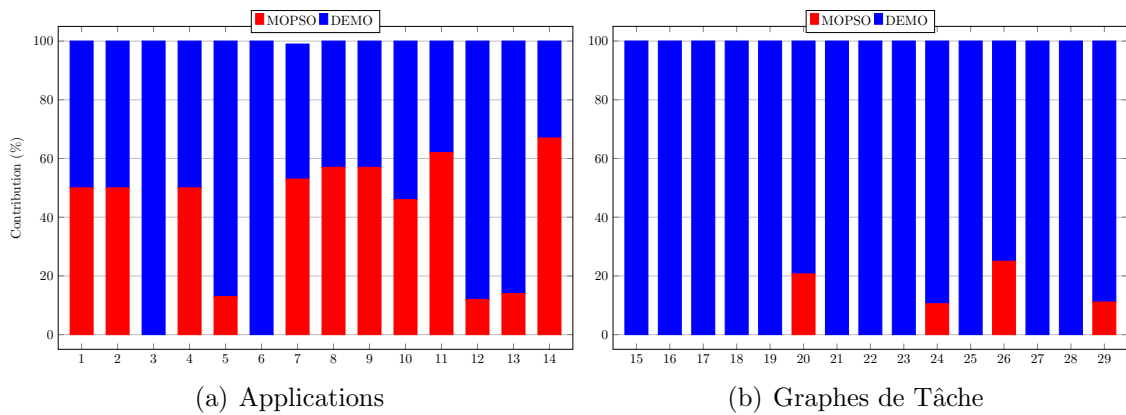 MOPSO DEMO
100
80
60
40
20
0
Contribution (%)
1 2 3 4 5 6 7 8 9 10 11 12 13 14
(a) Applications
MOPSO DEMO
100
80
60
40
20
0
15 16 17 18 19 20 21 22 23 24 25 26 27 28 29
(b) Graphes de Tâche